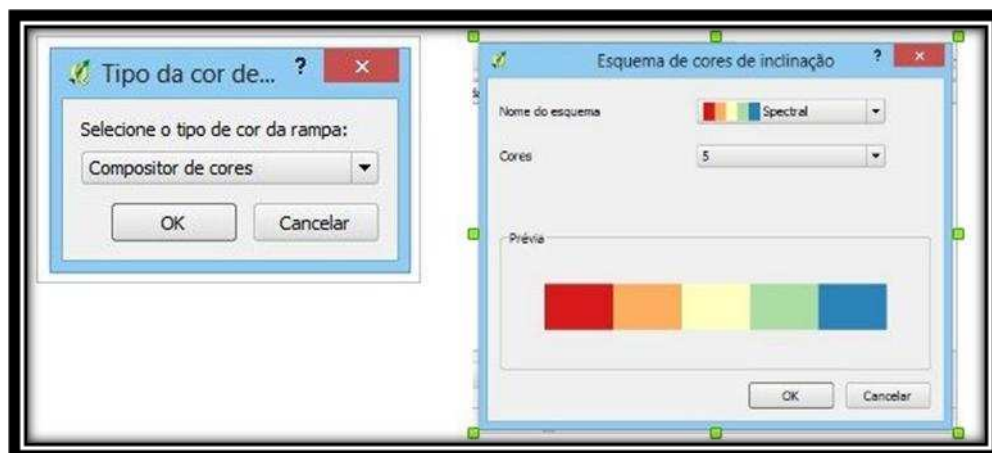 Tipo da cor de... ?
Selecione o tipo de cor da rampa:
Compositor de cores
OK Cancelar
Esquema de cores de inclinação ?
Nome do esquema Spectral
Cores 5
Prévia
OK Cancelar